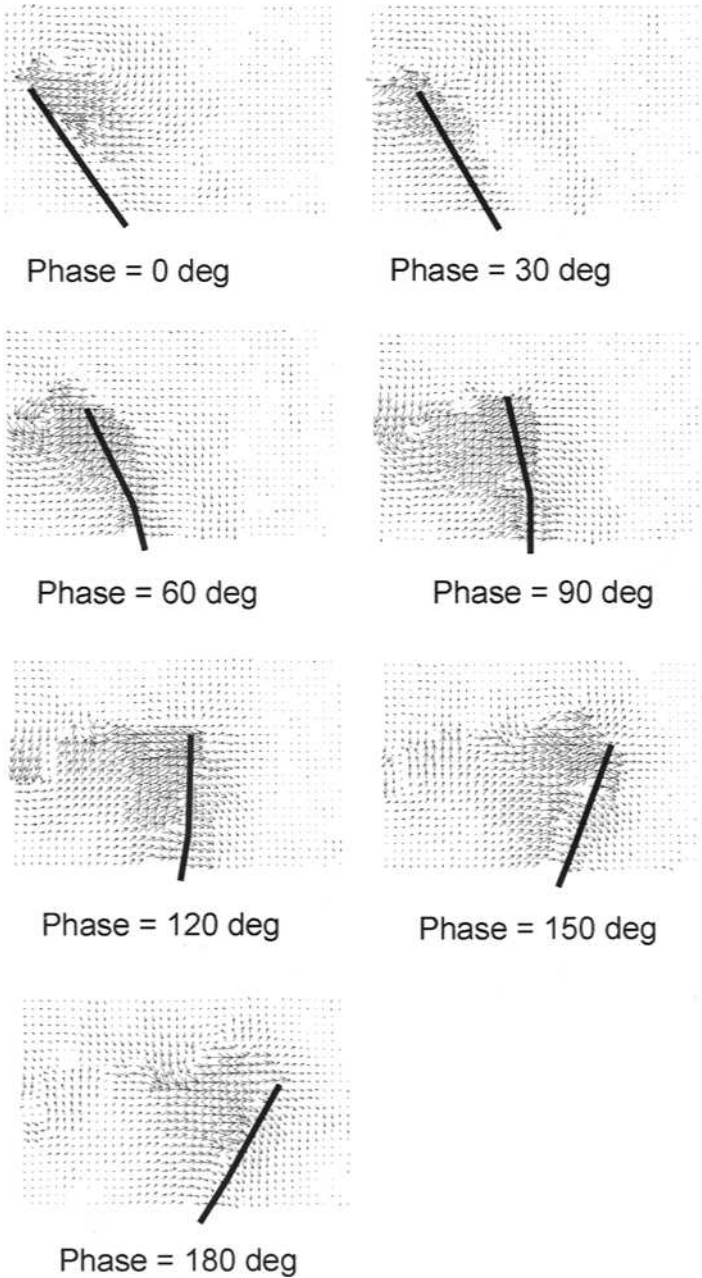 Phase = 0 deg
Phase = 30 deg
Phase = 60 deg
Phase = 90 deg
Phase = 120 deg
Phase = 150 deg
Phase = 180 deg